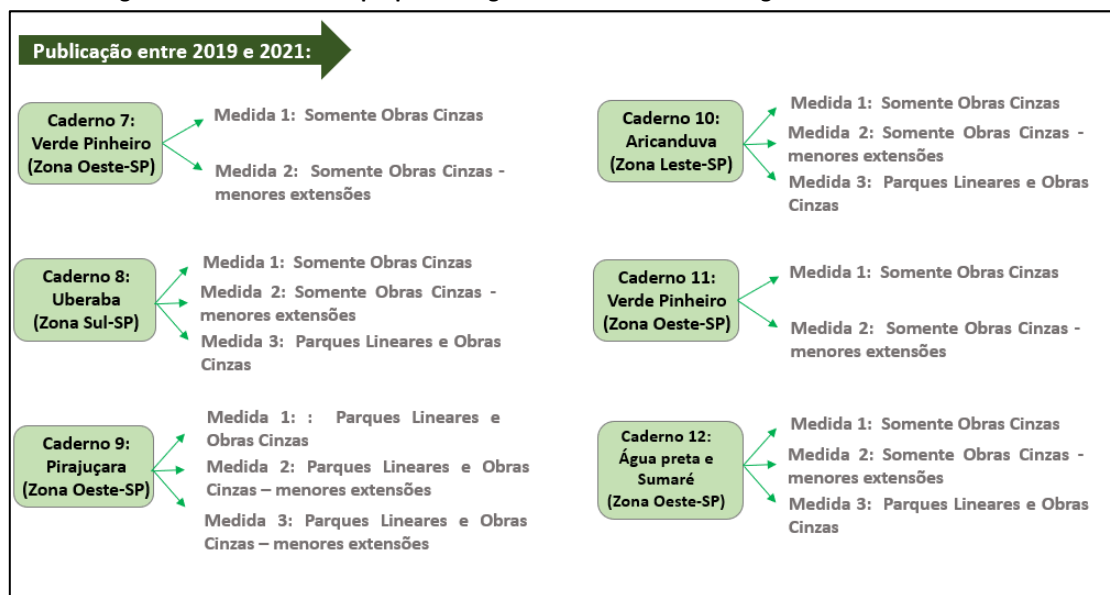 Publicação entre 2019 e 2021:
Caderno 7:
Verde Pinheiro
(Zona Oeste-SP)
Medida 1: Somente Obras Cinzas
Medida 2: Somente Obras Cinzas -
menores extensões
Caderno 8:
Uberaba
(Zona Sul-SP)
Medida 1: Somente Obras Cinzas
Medida 2: Somente Obras Cinzas -
menores extensões
Medida 3: Parques Lineares e Obras
Cinzas
Caderno 9:
Pirajuçara
(Zona Oeste-SP)
Medida 1: : Parques Lineares e
Obras Cinzas
Medida 2: Parques Lineares e Obras
Cinzas – menores extensões
Medida 3: Parques Lineares e Obras
Cinzas – menores extensões
Caderno 10:
Aricanduva
(Zona Leste-SP)
Medida 1: Somente Obras Cinzas
Medida 2: Somente Obras Cinzas -
menores extensões
Medida 3: Parques Lineares e Obras
Cinzas
Caderno 11:
Verde Pinheiro
(Zona Oeste-SP)
Medida 1: Somente Obras Cinzas
Medida 2: Somente Obras Cinzas -
menores extensões
Caderno 12:
Água preta e
Sumaré
(Zona Oeste-SP)
Medida 1: Somente Obras Cinzas
Medida 2: Somente Obras Cinzas -
menores extensões
Medida 3: Parques Lineares e Obras
Cinzas